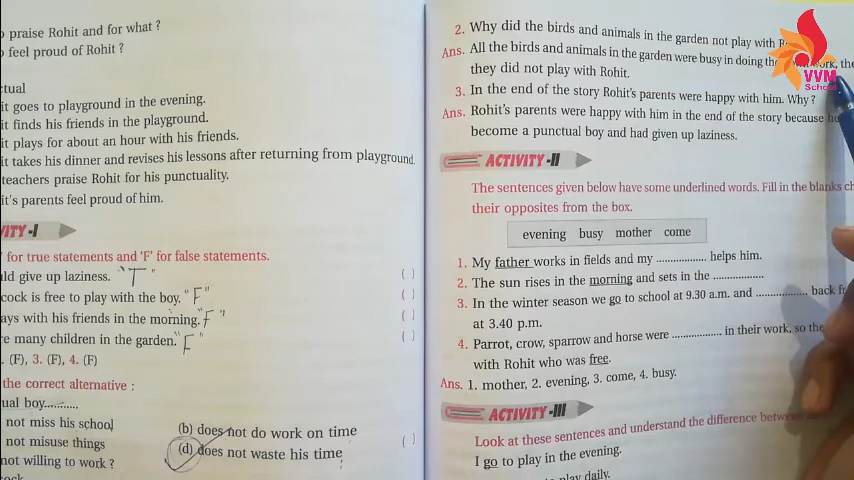 praise Rohit and for what ?
feel proud of Rohit ?
it goes to playground in the evening.
it finds his friends in the playground.
it plays for about an hour with his friends.
it takes his dinner and revises his lessons after returning from playground.
teachers praise Rohit for his punctuality.
it's parents feel proud of him.
VITY-I
' for true statements and 'F' for false statements.
ld give up laziness. "T" ( )
cock is free to play with the boy. "F" ( )
ays with his friends in the morning. "F" ( )
re many children in the garden. "F" ( )
. (F), 3. (F), 4. (F)
the correct alternative :
ual boy..........
not miss his school
(b) does not do work on time
not misuse things
(d) does not waste his time ( )
not willing to work ?
2. Why did the birds and animals in the garden not play with
Ans. All the birds and animals in the garden were busy in doing work, the
they did not play with Rohit.
3. In the end of the story Rohit's parents were happy with him. Why ?
Ans. Rohit's parents were happy with him in the end of the story because he
become a punctual boy and had given up laziness.
ACTIVITY-II
The sentences given below have some underlined words. Fill in the blanks ch
their opposites from the box.
evening busy mother come
1. My father works in fields and my .................. helps him.
2. The sun rises in the morning and sets in the ..................
3. In the winter season we go to school at 9.30 a.m. and .................. back fr
at 3.40 p.m.
4. Parrot, crow, sparrow and horse were .................. in their work, so the
with Rohit who was free.
Ans. 1. mother, 2. evening, 3. come, 4. busy.
ACTIVITY-III
Look at these sentences and understand the difference
I go to play in the evening.
play daily.
VVM
School